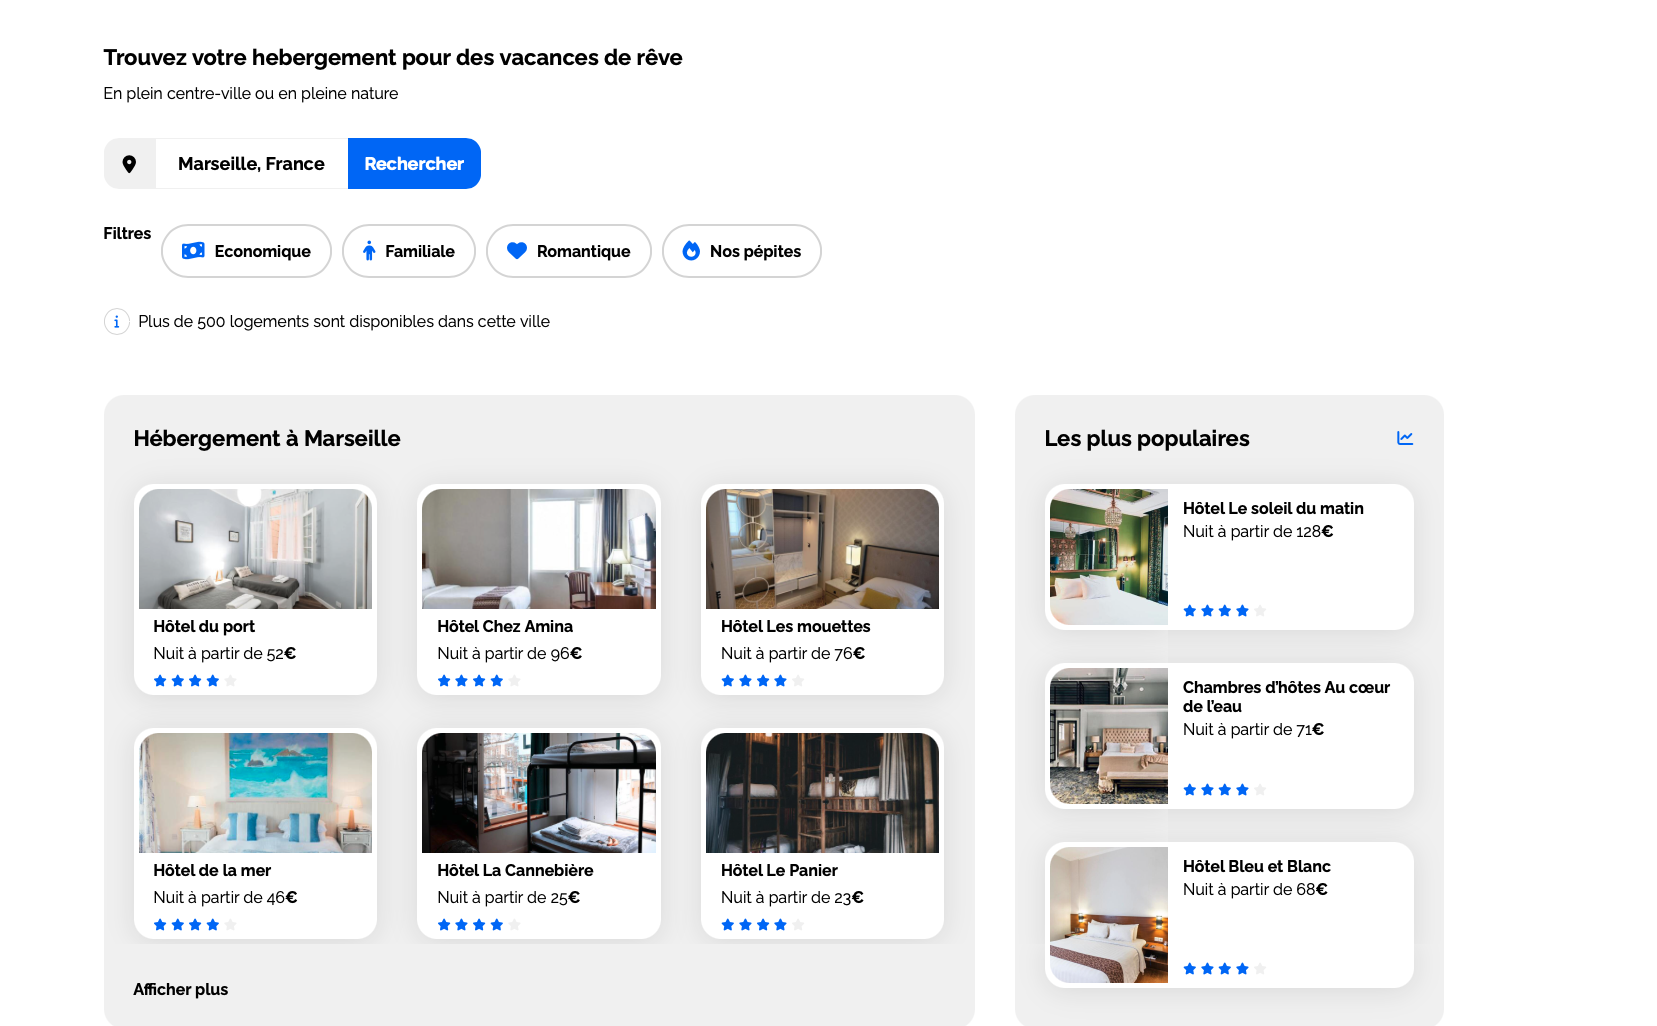 Trouvez votre hebergement pour des vacances de rêve
En plein centre-ville ou en pleine nature
Marseille, France
Rechercher
Filtres
Economique
Familiale
Romantique
Nos pépites
Plus de 500 logements sont disponibles dans cette ville
Hébergement à Marseille
Hôtel du port
Nuit à partir de 52€
Hôtel Chez Amina
Nuit à partir de 96€
Hôtel Les mouettes
Nuit à partir de 76€
Hôtel de la mer
Nuit à partir de 46€
Hôtel La Cannebière
Nuit à partir de 25€
Hôtel Le Panier
Nuit à partir de 23€
Afficher plus
Les plus populaires
Hôtel Le soleil du matin
Nuit à partir de 128€
Chambres d'hôtes Au cœur
de l'eau
Nuit à partir de 71€
Hôtel Bleu et Blanc
Nuit à partir de 68€